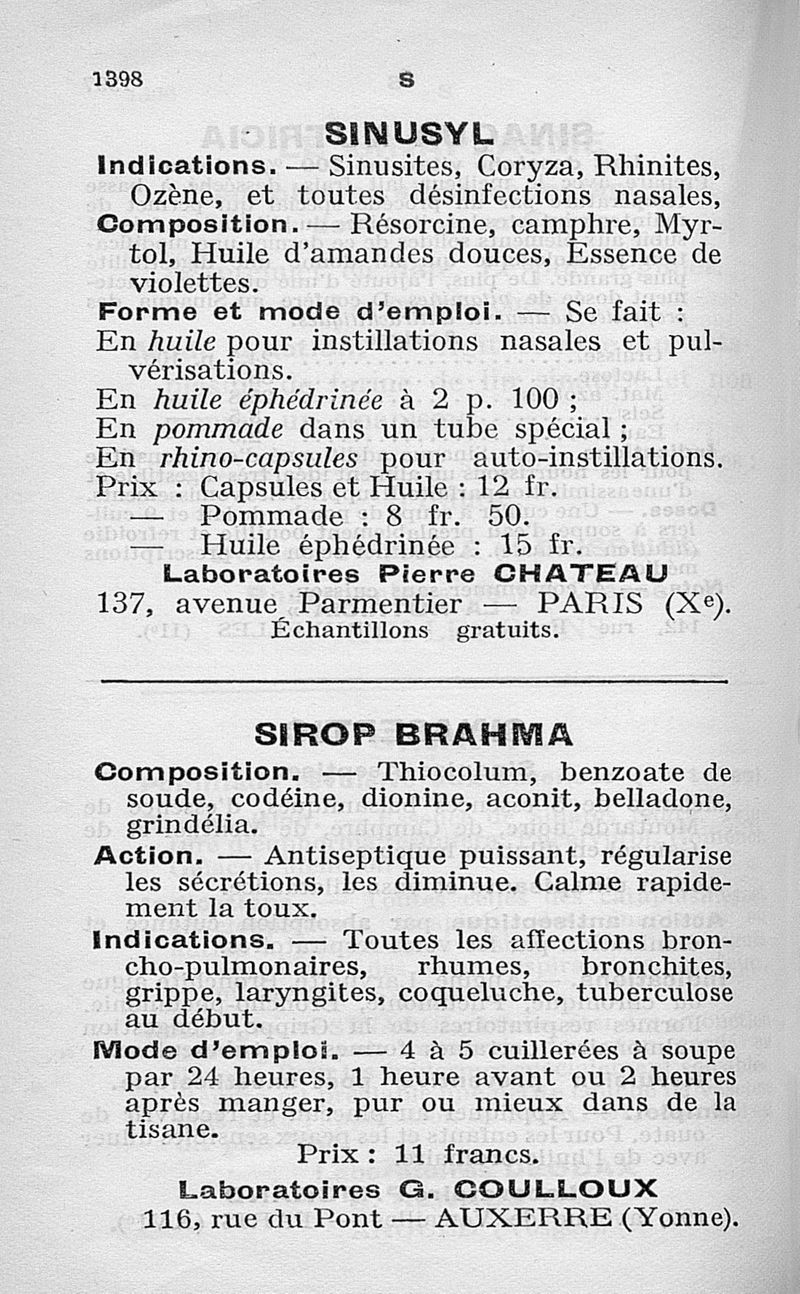 1398
S
SINUSYL
Indications. — Sinusites, Coryza, Rhinites,
Ozène, et toutes désinfections nasales,
Composition. — Résorcine, camphre, Myr-
tol, Huile d'amandes douces, Essence de
violettes.
Forme et mode d'emploi. — Se fait :
En huile pour instillations nasales et pul-
vérisations.
En huile éphédrinée à 2 p. 100 ;
En pommade dans un tube spécial ;
En rhino-capsules pour auto-instillations.
Prix : Capsules et Huile : 12 fr.
— Pommade : 8 fr. 50.
— Huile éphédrinée : 15 fr.
Laboratoires Pierre CHATEAU
137, avenue Parmentier — PARIS (Xe).
Échantillons gratuits.
SIROP BRAHMA
Composition. — Thiocolum, benzoate de
soude, codéine, dionine, aconit, belladone,
grindélia.
Action. — Antiseptique puissant, régularise
les sécrétions, les diminue. Calme rapide-
ment la toux.
Indications. — Toutes les affections bron-
cho-pulmonaires, rhumes, bronchites,
grippe, laryngites, coqueluche, tuberculose
au début.
Mode d'emploi. — 4 à 5 cuillerées à soupe
par 24 heures, 1 heure avant ou 2 heures
après manger, pur ou mieux dans de la
tisane.
Prix : 11 francs.
Laboratoires G. COULLOUX
116, rue du Pont — AUXERRE (Yonne).